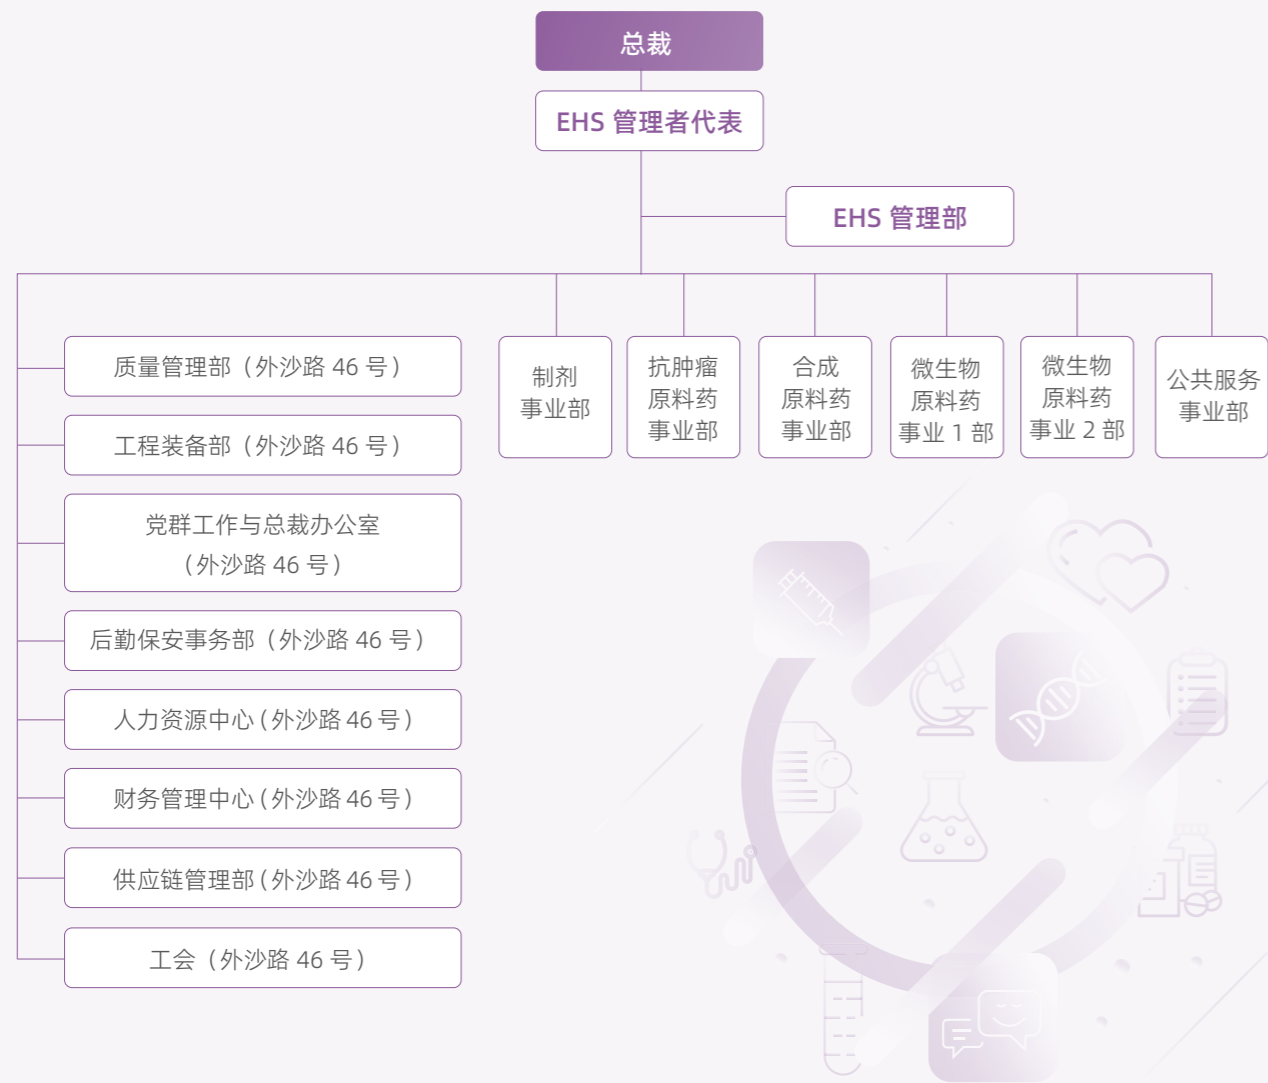 总裁
EHS 管理者代表
EHS 管理部
质量管理部（外沙路 46 号）
工程装备部（外沙路 46 号）
党群工作与总裁办公室
（外沙路 46 号）
后勤保安事务部（外沙路 46 号）
人力资源中心（外沙路 46 号）
财务管理中心（外沙路 46 号）
供应链管理部（外沙路 46 号）
工会（外沙路 46 号）
制剂
事业部
抗肿瘤
原料药
事业部
合成
原料药
事业部
微生物
原料药
事业 1 部
微生物
原料药
事业 2 部
公共服务
事业部